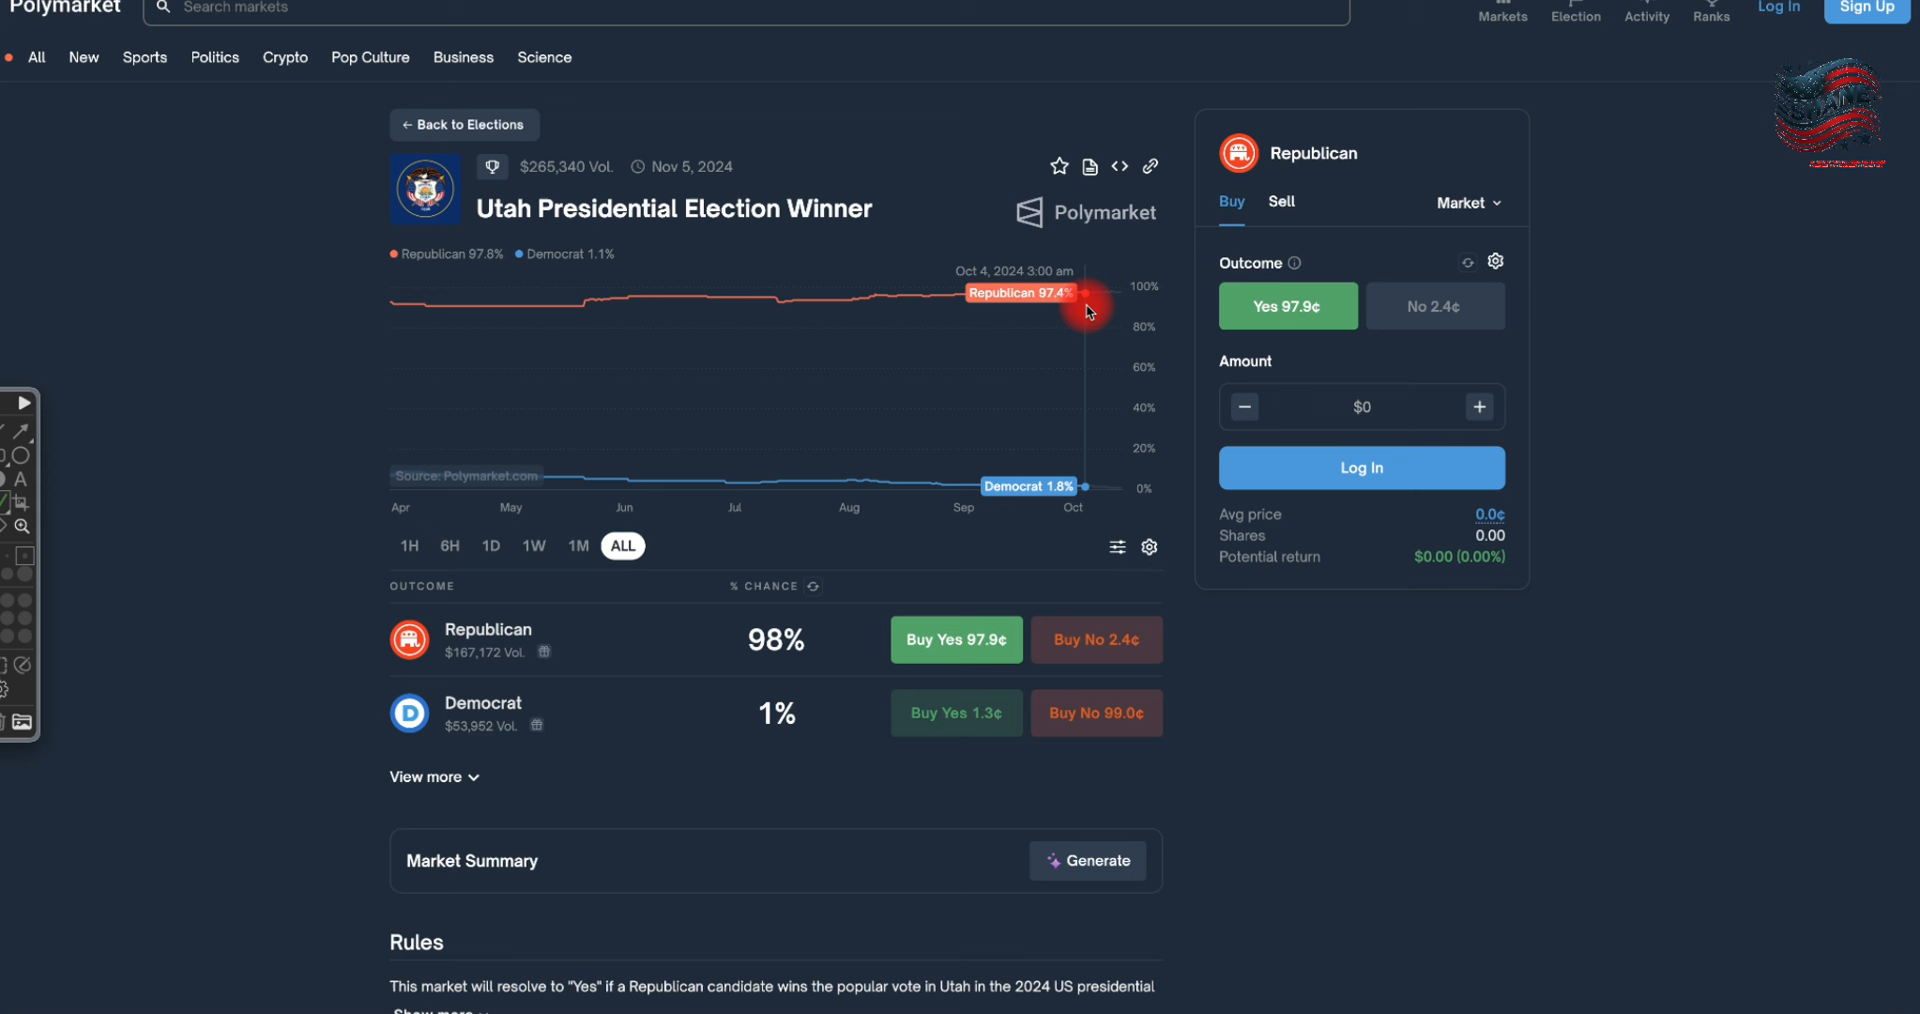 Polymarket
Search markets
Markets
Election
Activity
Ranks
Log In
Sign Up
All
New
Sports
Politics
Crypto
Pop Culture
Business
Science
← Back to Elections
$265,340 Vol.
Nov 5, 2024
Utah Presidential Election Winner
Polymarket
Republican 97.8%
Democrat 1.1%
Oct 4, 2024 3:00 am
Republican 97.4%
100%
80%
60%
40%
20%
0%
Source: Polymarket.com
Democrat 1.8%
Apr
May
Jun
Jul
Aug
Sep
Oct
1H
6H
1D
1W
1M
ALL
OUTCOME
% CHANCE
Republican
$167,172 Vol.
98%
Buy Yes 97.9¢
Buy No 2.4¢
Democrat
$53,952 Vol.
1%
Buy Yes 1.3¢
Buy No 99.0¢
View more
Market Summary
Generate
Rules
This market will resolve to "Yes" if a Republican candidate wins the popular vote in Utah in the 2024 US presidential
Show more
Republican
Buy
Sell
Market
Outcome
Yes 97.9¢
No 2.4¢
Amount
$0
Log In
Avg price
0.0¢
Shares
0.00
Potential return
$0.00 (0.00%)
SHANE
A